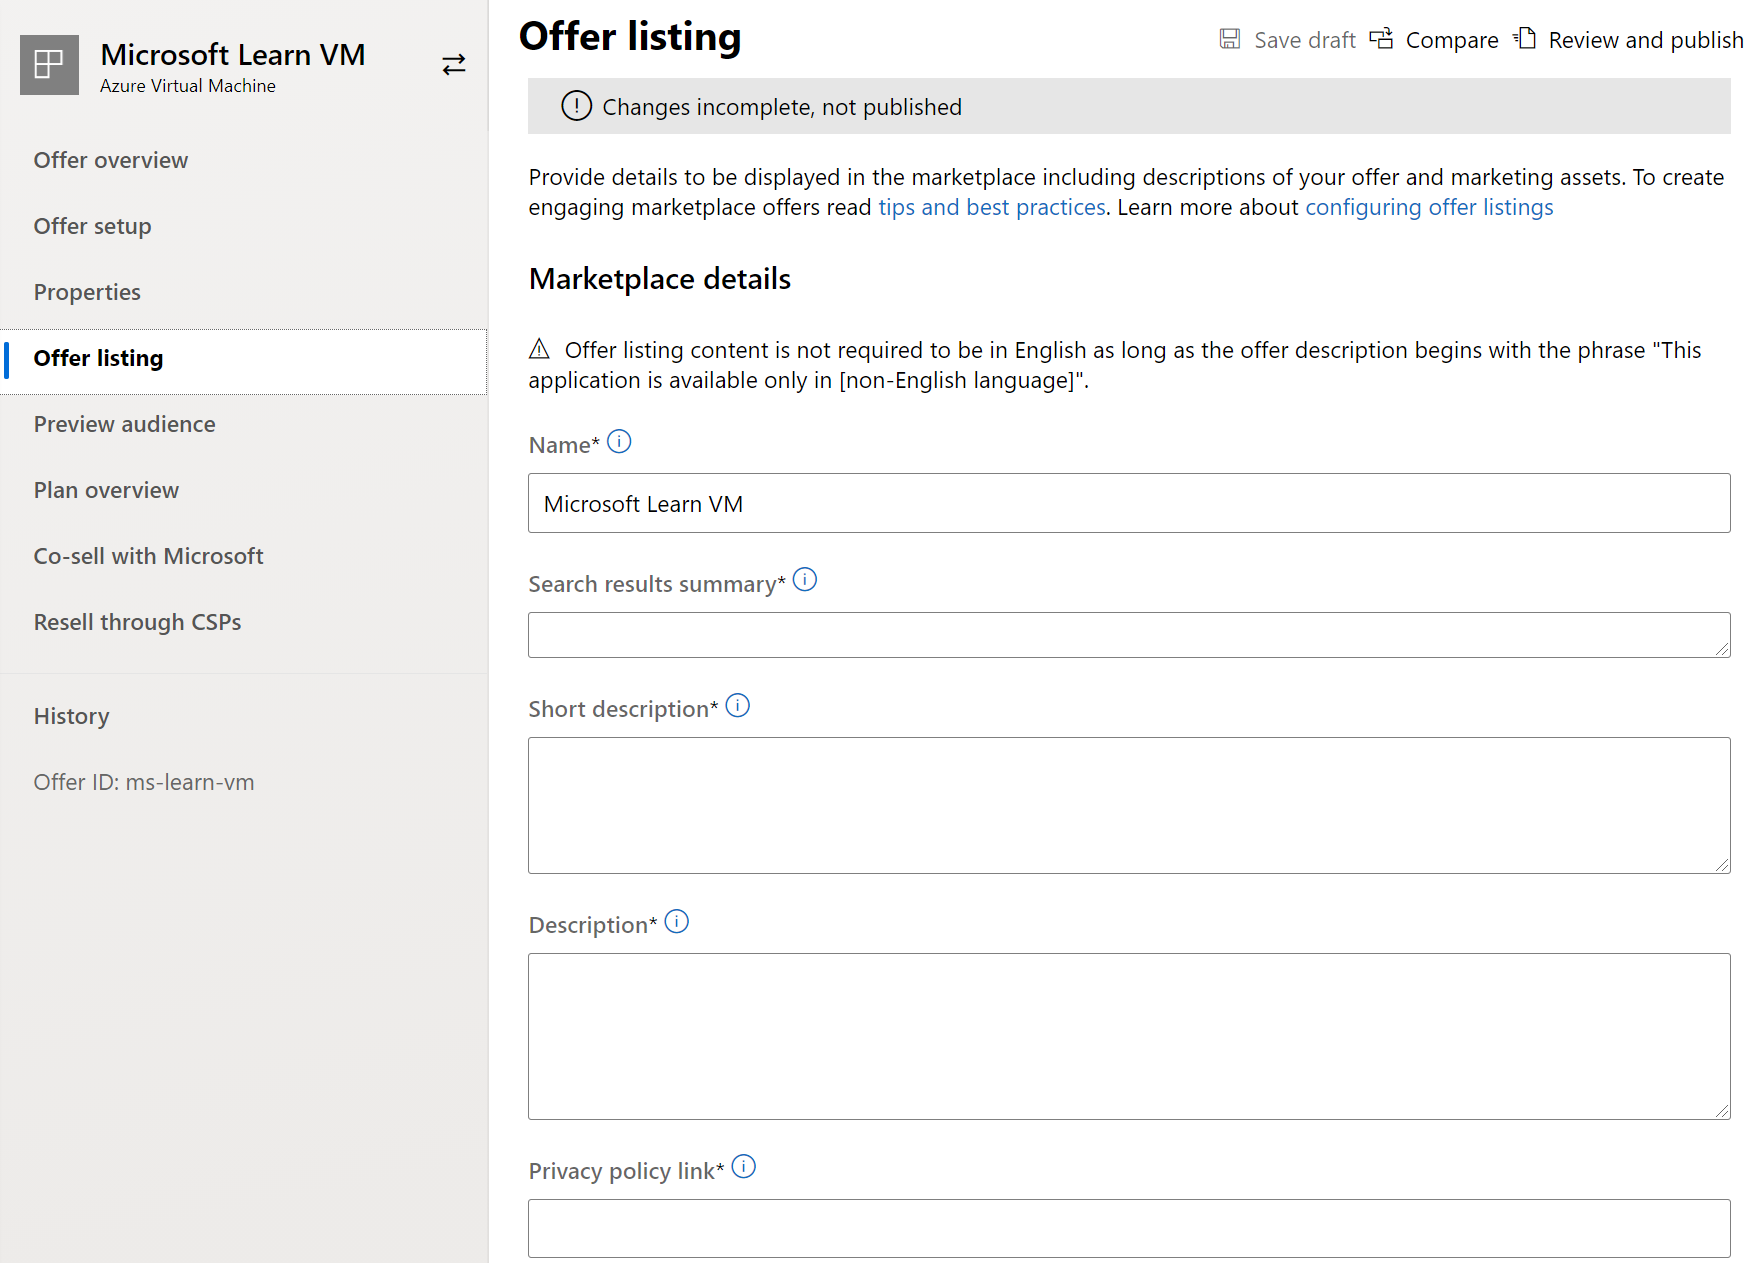 Microsoft Learn VM
Azure Virtual Machine
Offer overview
Offer setup
Properties
Offer listing
Preview audience
Plan overview
Co-sell with Microsoft
Resell through CSPs
History
Offer ID: ms-learn-vm
Offer listing
Save draft
Compare
Review and publish
Changes incomplete, not published
Provide details to be displayed in the marketplace including descriptions of your offer and marketing assets. To create
engaging marketplace offers read tips and best practices. Learn more about configuring offer listings
Marketplace details
Offer listing content is not required to be in English as long as the offer description begins with the phrase "This
application is available only in [non-English language]".
Name*
Microsoft Learn VM
Search results summary*
Short description*
Description*
Privacy policy link*